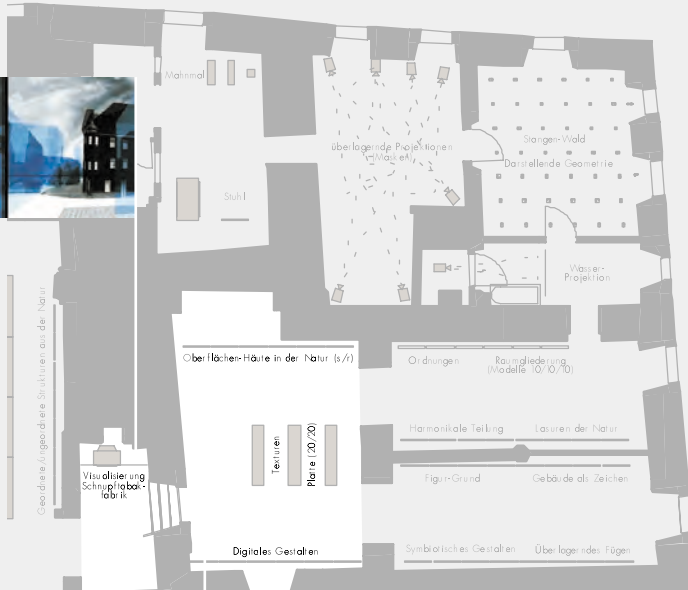 Mahnmal
Stuhl
überlagernde Projektionen
(Maske A)
Stangen-Wald
Darstellende Geometrie
Wasser-
Projektion
Geordnete/Ungeordnete Strukturen aus der Natur
Oberflächen-Häute in der Natur (s/r)
Ordnungen
Raumgliederung
(Modelle 10/10/10)
Texturen
Platte (20/20)
Harmonikale Teilung
Lasuren der Natur
Figur-Grund
Gebäude als Zeichen
Visualisierung
Schnupftabak-
fabrik
Digitales Gestalten
Symbiotisches Gestalten
Überlagerndes Fügen